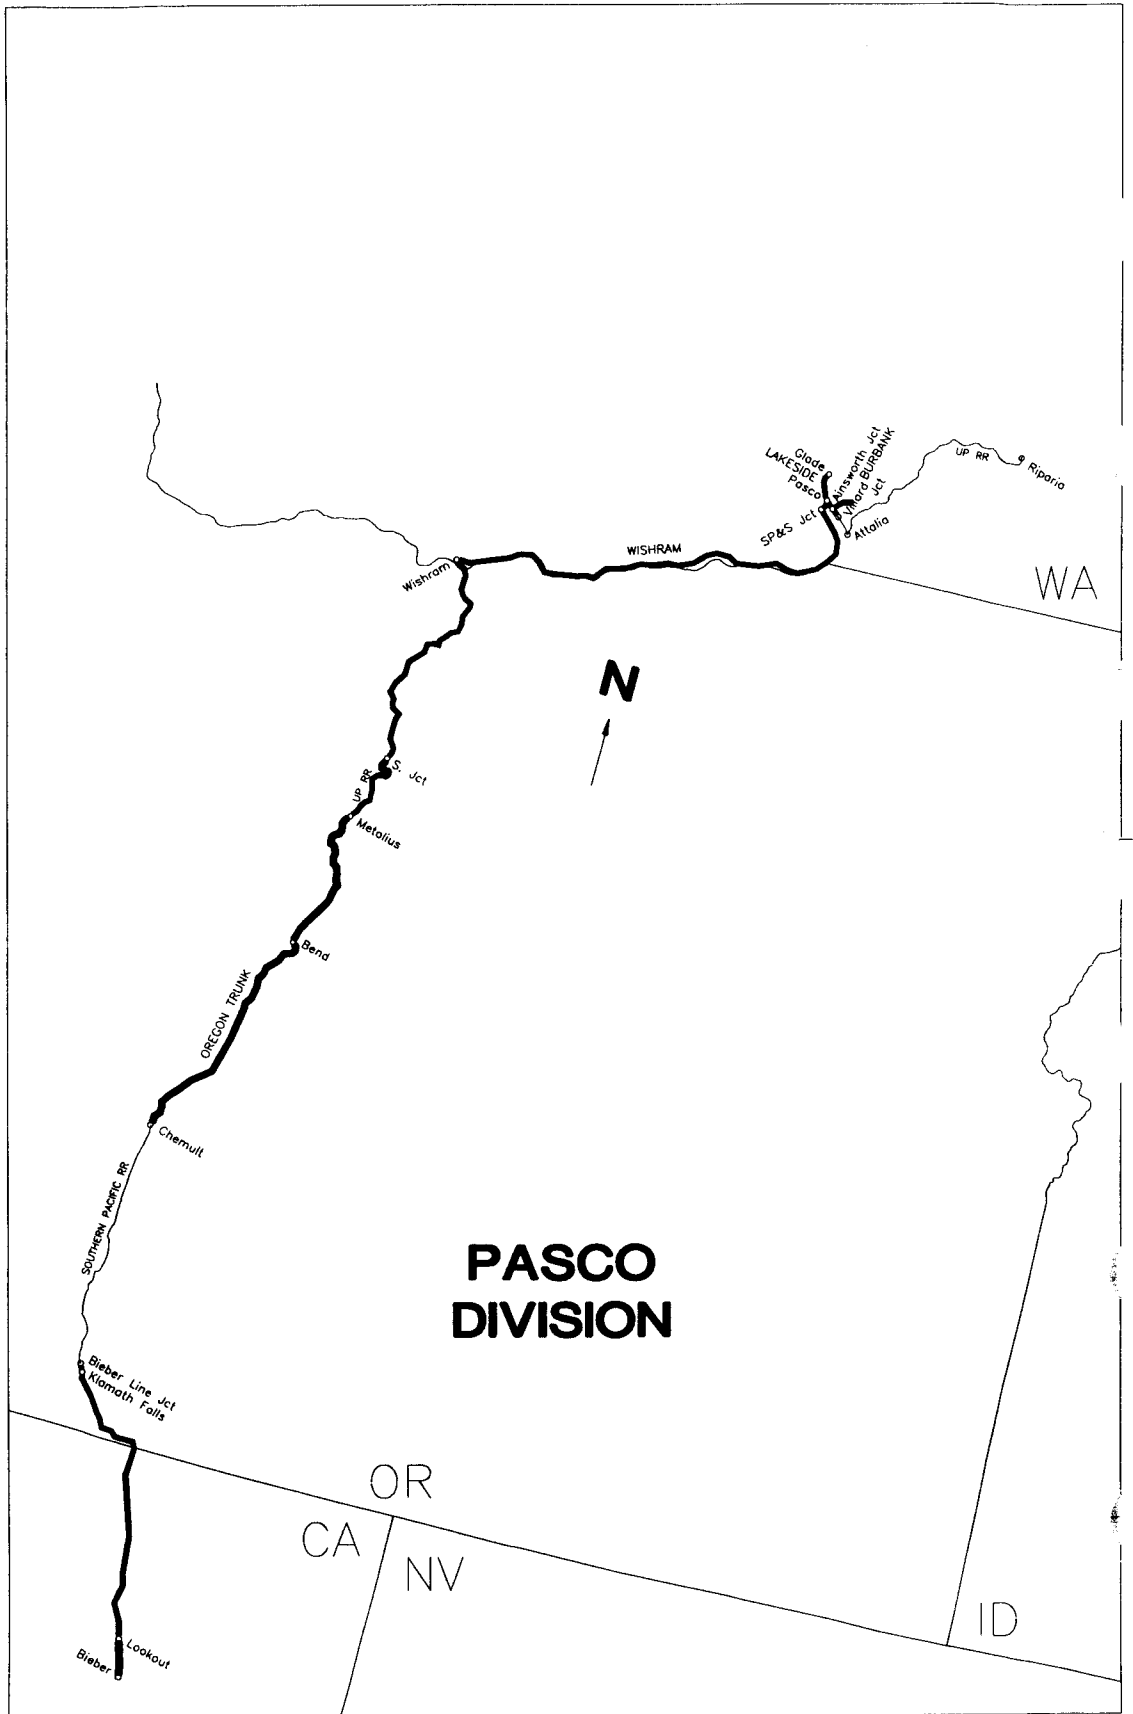 Glade
LAKESIDE
Pasco
Ainsworth Jct
BURBANK
Villard Jct
SP&S Jct
Attalia
UP RR
Riparia
WISHRAM
Wishram
WA
N
S. Jct
UP RR
Metolius
Bend
OREGON TRUNK
Chemult
SOUTHERN PACIFIC RR
PASCO
DIVISION
Bieber Line Jct
Klamath Falls
OR
CA
NV
ID
Lookout
Bieber